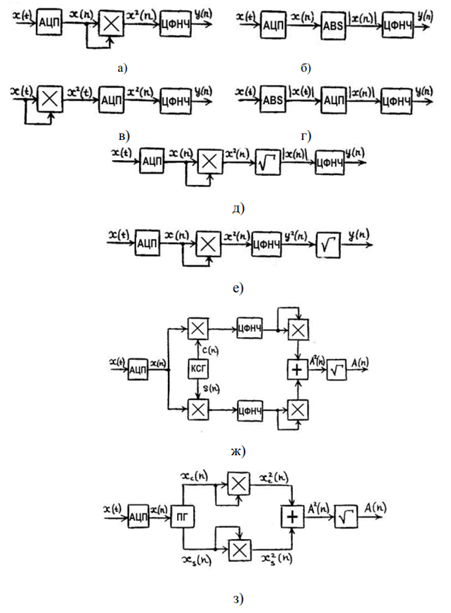 x(t) АЦП x(n) x²(n) ЦФНЧ y(n)
x(t) АЦП x(n) ABS |x(n)| ЦФНЧ y(n)
а)
б)
x(t) x²(t) АЦП x²(n) ЦФНЧ y(n)
x(t) ABS |x(t)| АЦП |x(n)| ЦФНЧ y(n)
в)
г)
x(t) АЦП x(n) x²(n) √ |x(n)| ЦФНЧ y(n)
д)
x(t) АЦП x(n) x²(n) ЦФНЧ y²(n) √ y(n)
е)
ЦФНЧ
c(n)
x(t) АЦП x(n) КСГ + A²(n) √ A(n)
s(n)
ЦФНЧ
ж)
x_c(n) x_c²(n)
x(t) АЦП x(n) ПГ + A²(n) √ A(n)
x_s(n) x_s²(n)
з)